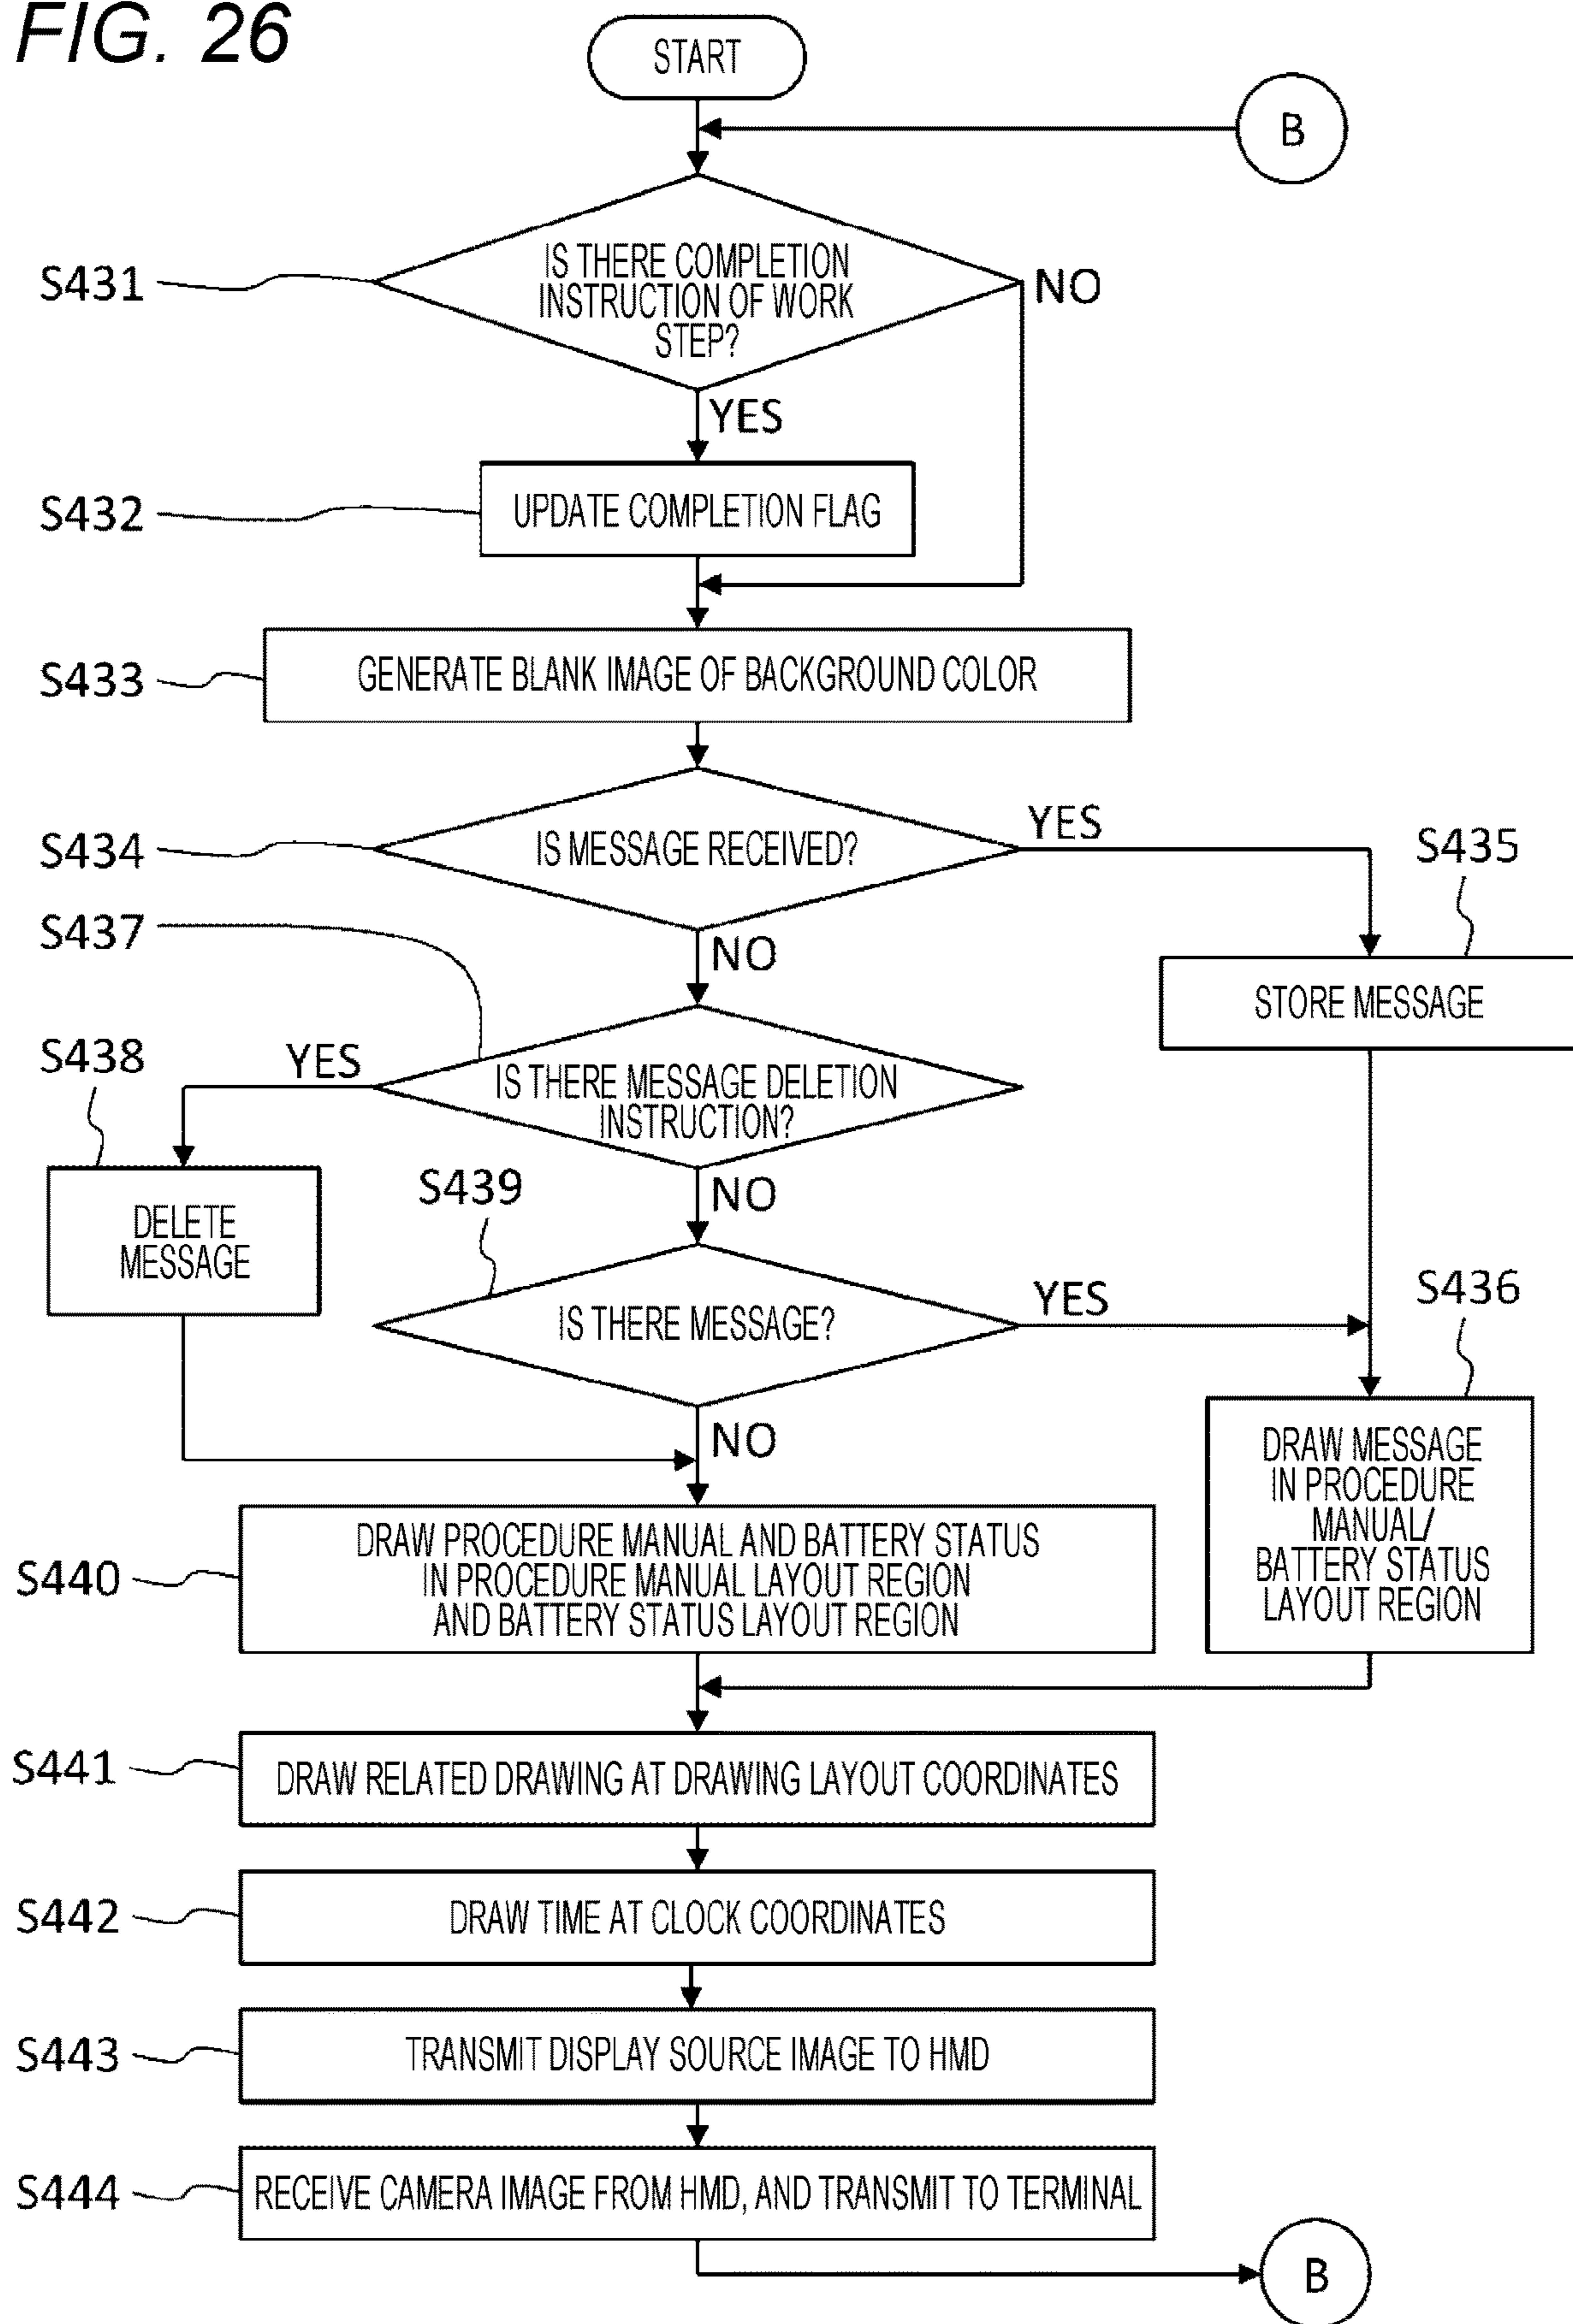 FIG. 26
START
B
S431
IS THERE COMPLETION
INSTRUCTION OF WORK
STEP?
NO
YES
S432
UPDATE COMPLETION FLAG
S433
GENERATE BLANK IMAGE OF BACKGROUND COLOR
S434
IS MESSAGE RECEIVED?
YES
S435
STORE MESSAGE
NO
S437
IS THERE MESSAGE DELETION
INSTRUCTION?
YES
S438
DELETE
MESSAGE
NO
S439
IS THERE MESSAGE?
YES
S436
DRAW MESSAGE
IN PROCEDURE
MANUAL/
BATTERY STATUS
LAYOUT REGION
NO
S440
DRAW PROCEDURE MANUAL AND BATTERY STATUS
IN PROCEDURE MANUAL LAYOUT REGION
AND BATTERY STATUS LAYOUT REGION
S441
DRAW RELATED DRAWING AT DRAWING LAYOUT COORDINATES
S442
DRAW TIME AT CLOCK COORDINATES
S443
TRANSMIT DISPLAY SOURCE IMAGE TO HMD
S444
RECEIVE CAMERA IMAGE FROM HMD, AND TRANSMIT TO TERMINAL
B